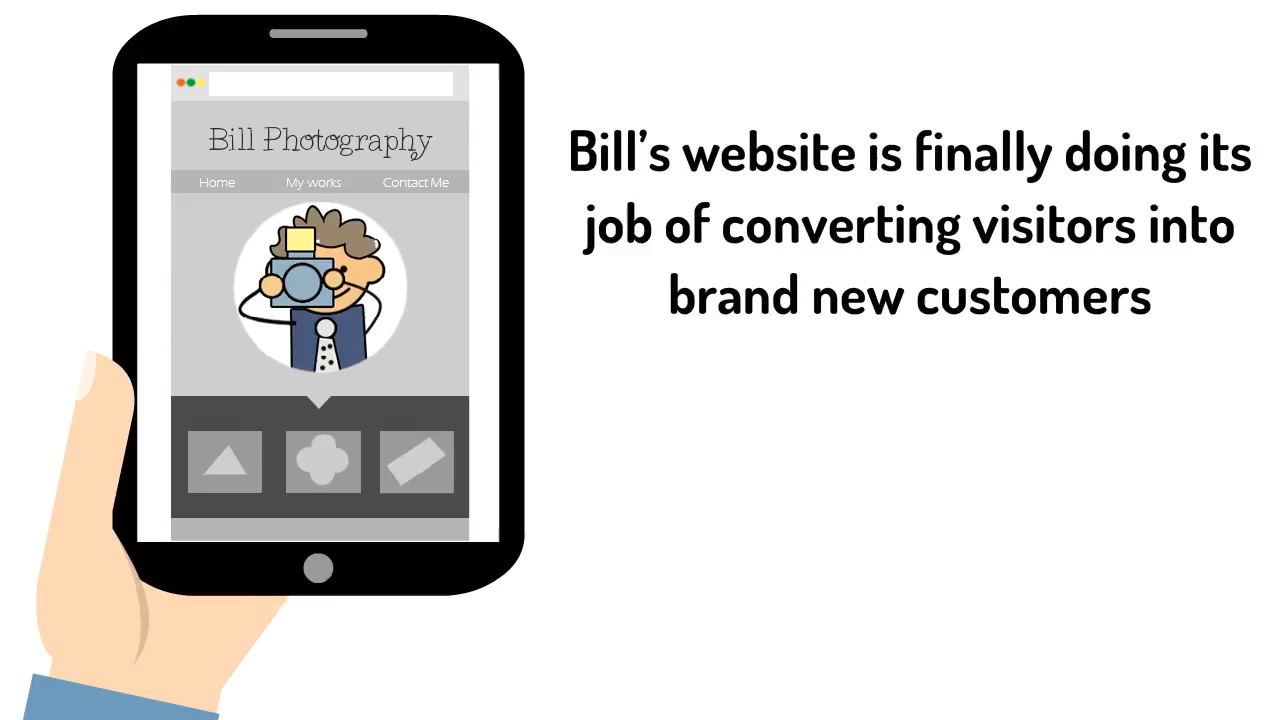 Bill Photography
Home My works Contact Me
Bill’s website is finally doing its
job of converting visitors into
brand new customers